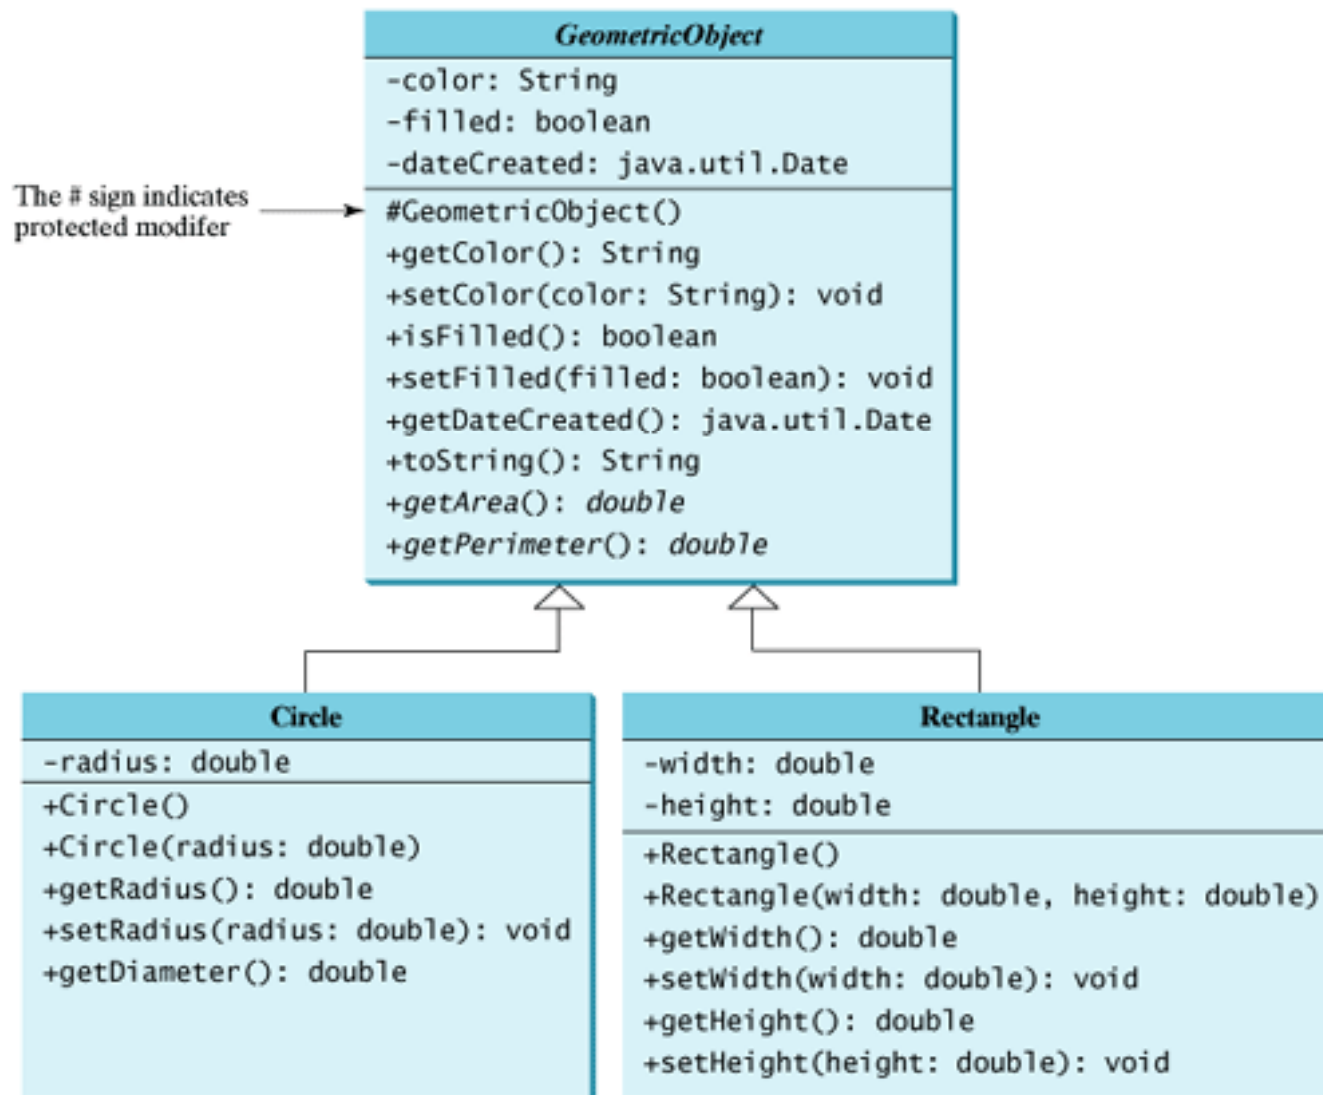 GeometricObject
-color: String
-filled: boolean
-dateCreated: java.util.Date
The # sign indicates
protected modifer
#GeometricObject()
+getColor(): String
+setColor(color: String): void
+isFilled(): boolean
+setFilled(filled: boolean): void
+getDateCreated(): java.util.Date
+toString(): String
+getArea(): double
+getPerimeter(): double
Circle
-radius: double
+Circle()
+Circle(radius: double)
+getRadius(): double
+setRadius(radius: double): void
+getDiameter(): double
Rectangle
-width: double
-height: double
+Rectangle()
+Rectangle(width: double, height: double)
+getWidth(): double
+setWidth(width: double): void
+getHeight(): double
+setHeight(height: double): void